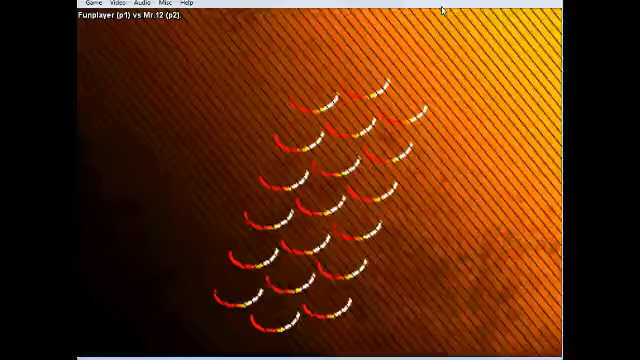 Game Video Audio Misc Help
Funplayer (p1) vs Mr.12 (p2).